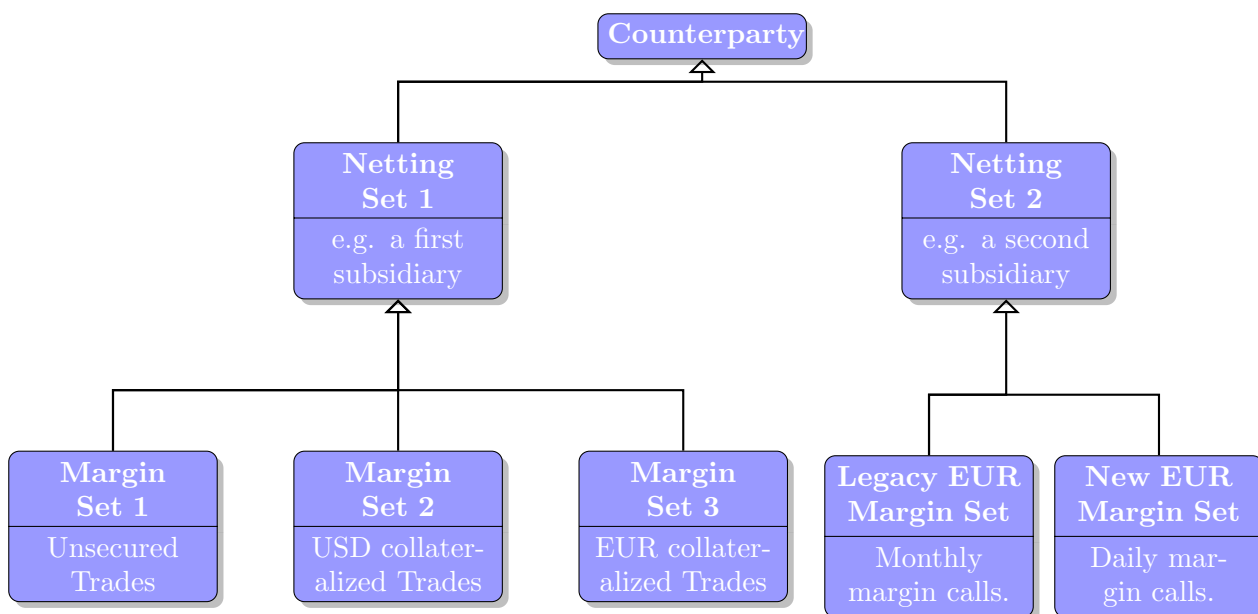 Counterparty
Netting
Set 1
e.g. a first
subsidiary
Netting
Set 2
e.g. a second
subsidiary
Margin
Set 1
Unsecured
Trades
Margin
Set 2
USD collater-
alized Trades
Margin
Set 3
EUR collater-
alized Trades
Legacy EUR
Margin Set
Monthly
margin calls.
New EUR
Margin Set
Daily mar-
gin calls.